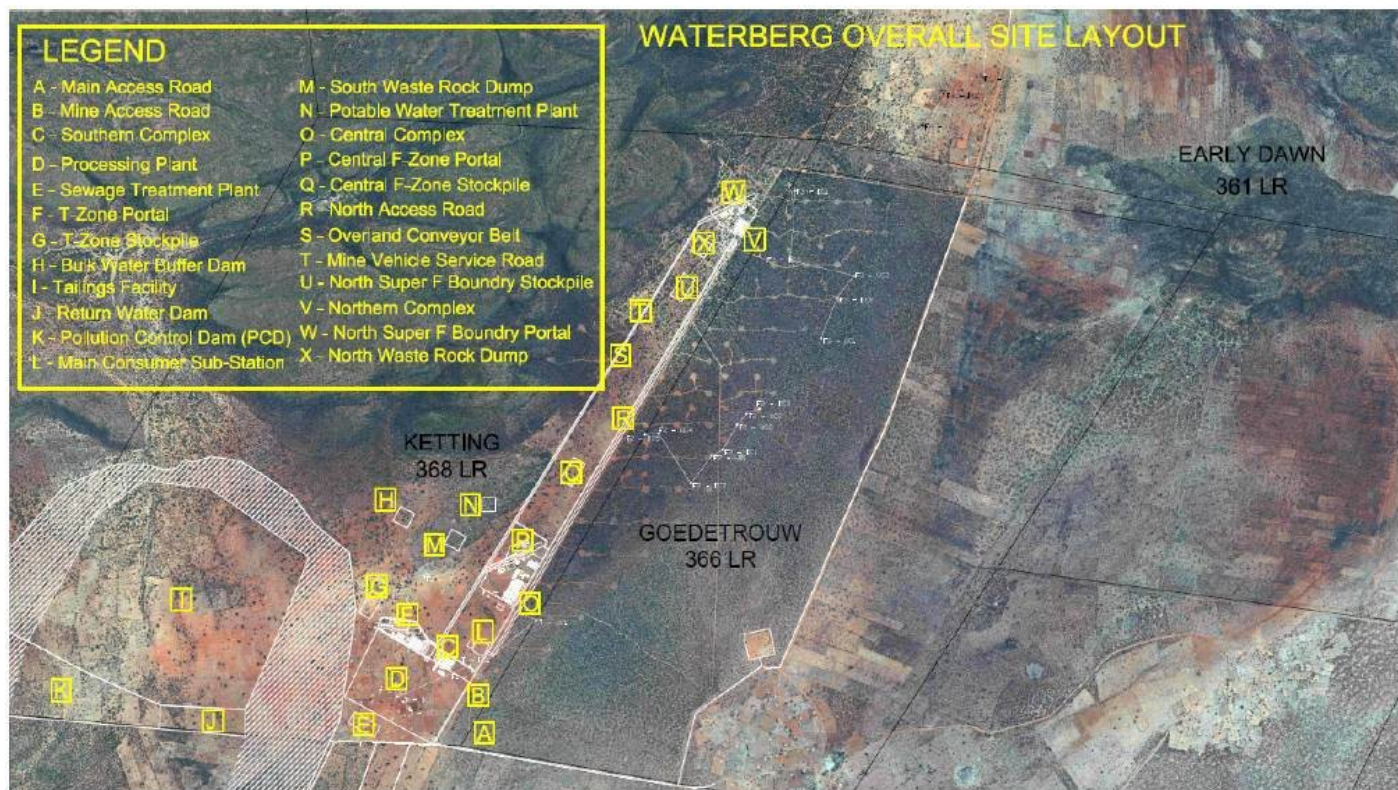 WATERBERG OVERALL SITE LAYOUT
LEGEND
A - Main Access Road
B - Mine Access Road
C - Southern Complex
D - Processing Plant
E - Sewage Treatment Plant
F - T-Zone Portal
G - T-Zone Stockpile
H - Bulk Water Buffer Dam
I - Tailings Facility
J - Return Water Dam
K - Pollution Control Dam (PCD)
L - Main Consumer Sub-Station
M - South Waste Rock Dump
N - Potable Water Treatment Plant
O - Central Complex
P - Central F-Zone Portal
Q - Central F-Zone Stockpile
R - North Access Road
S - Overland Conveyor Belt
T - Mine Vehicle Service Road
U - North Super F Boundry Stockpile
V - Northern Complex
W - North Super F Boundry Portal
X - North Waste Rock Dump
EARLY DAWN
361 LR
W
X
V
U
T
S
R
KETTING
368 LR
Q
H
N
M
P
GOEDETROUW
366 LR
G
I
F
O
L
C
D
K
B
J
E
A